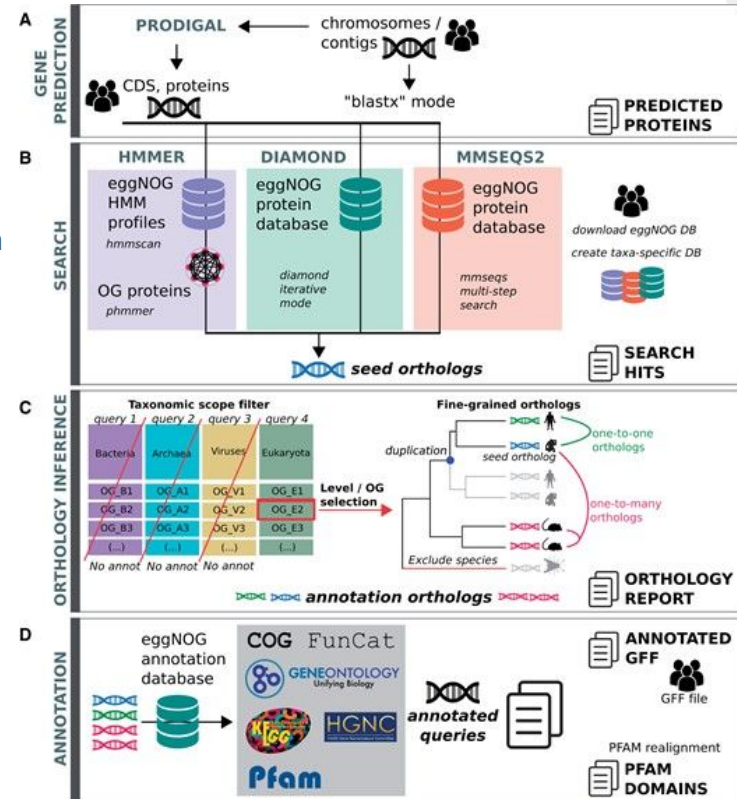 A
GENE
PREDICTION
PRODIGAL
chromosomes /
contigs
CDS, proteins
"blastx" mode
PREDICTED
PROTEINS
B
SEARCH
HMMER
eggNOG
HMM
profiles
hmmscan
OG proteins
phmmer
DIAMOND
eggNOG
protein
database
diamond
iterative
mode
MMSEQS2
eggNOG
protein
database
mmseqs
multi-step
search
download eggNOG DB
create taxa-specific DB
seed orthologs
SEARCH
HITS
C
ORTHOLOGY INFERENCE
Taxonomic scope filter
query 1 query 2 query 3 query 4
Bacteria Archaea Viruses Eukaryota
OG_B1 OG_A1 OG_V1 OG_E1
OG_B2 OG_A2 OG_V2 OG_E2
OG_B3 OG_A3 OG_V3 OG_E3
(...) (...) (...) (...)
No annot No annot No annot
Level / OG
selection
Fine-grained orthologs
duplication
seed ortholog
one-to-one
orthologs
one-to-many
orthologs
Exclude species
annotation orthologs
ORTHOLOGY
REPORT
D
ANNOTATION
eggNOG
annotation
database
COG FunCat
GENEONTOLOGY
Unifying Biology
KEGG
HGNC
Pfam
annotated
queries
ANNOTATED
GFF
GFF file
PFAM realignment
PFAM
DOMAINS